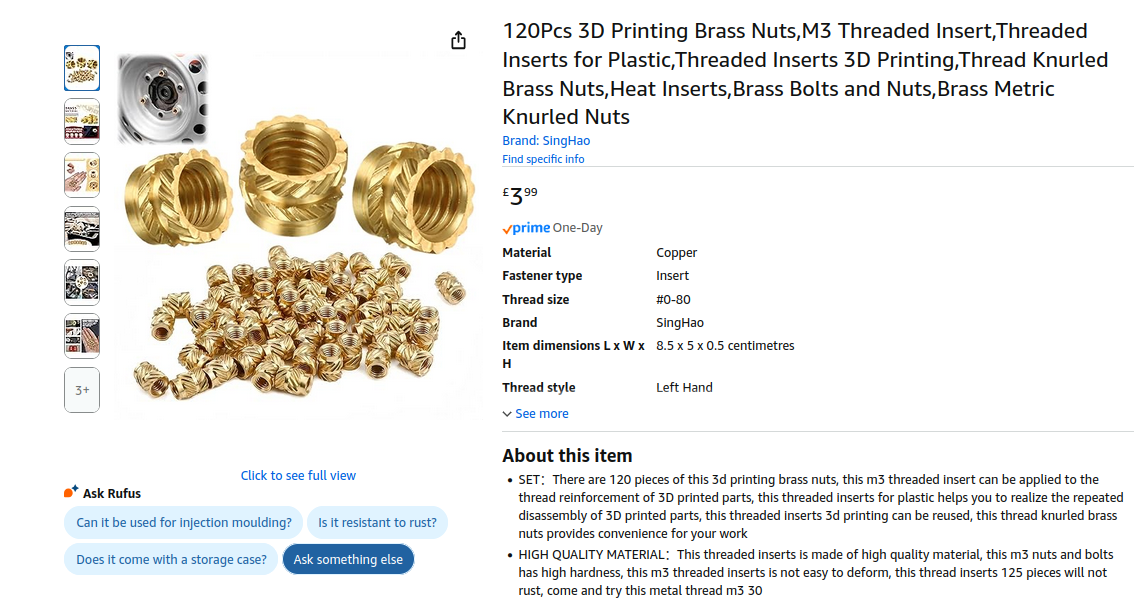 120Pcs 3D Printing Brass Nuts,M3 Threaded Insert,Threaded
Inserts for Plastic,Threaded Inserts 3D Printing,Thread Knurled
Brass Nuts,Heat Inserts,Brass Bolts and Nuts,Brass Metric
Knurled Nuts
Brand: SingHao
Find specific info
£3.99
prime One-Day
Material Copper
Fastener type Insert
Thread size #0-80
Brand SingHao
Item dimensions L x W x H 8.5 x 5 x 0.5 centimetres
Thread style Left Hand
See more
3+
Click to see full view
Ask Rufus
Can it be used for injection moulding? Is it resistant to rust?
Does it come with a storage case? Ask something else
About this item
• SET：There are 120 pieces of this 3d printing brass nuts, this m3 threaded insert can be applied to the
thread reinforcement of 3D printed parts, this threaded inserts for plastic helps you to realize the repeated
disassembly of 3D printed parts, this threaded inserts 3d printing can be reused, this thread knurled brass
nuts provides convenience for your work
• HIGH QUALITY MATERIAL：This threaded inserts is made of high quality material, this m3 nuts and bolts
has high hardness, this m3 threaded inserts is not easy to deform, this thread inserts 125 pieces will not
rust, come and try this metal thread m3 30